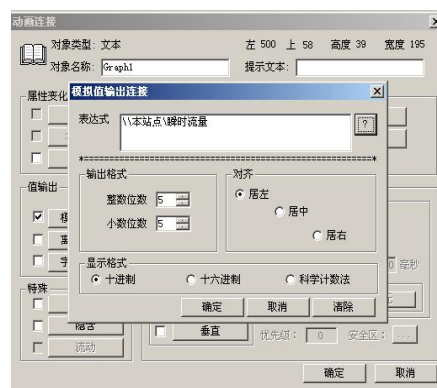 动画连接
对象类型: 文本 左 500 上 58 高度 39 宽度 195
对象名称: Graph1 提示文本:
属性变化
模拟值输出连接
表达式 \\本站点\瞬时流量 ?
输出格式 对齐
整数位数 5
小数位数 5
居左
居中
居右
显示格式
十进制 十六进制 科学计数法
确定 取消 清除
值输出
特殊
隐含
流动
垂直
优先级: 0 安全区: ...
毫秒
确定 取消